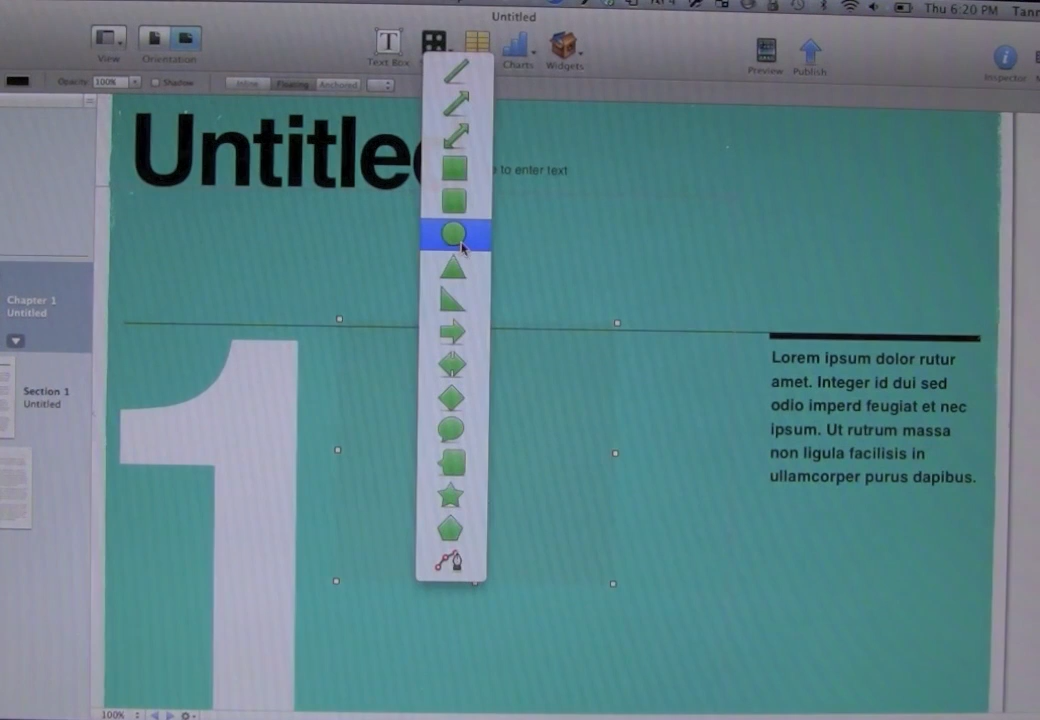 Untitled
Thu 6:20 PM Tann
View
Orientation
T
Text Box
Charts
Widgets
Preview
Publish
i
Inspector
Opacity: 100%
Shadow
Inline
Floating
Anchored
Untitled
to enter text
Chapter 1
Untitled
Section 1
Untitled
1
Lorem ipsum dolor rutur
amet. Integer id dui sed
odio imperd feugiat et nec
ipsum. Ut rutrum massa
non ligula facilisis in
ullamcorper purus dapibus.
100%